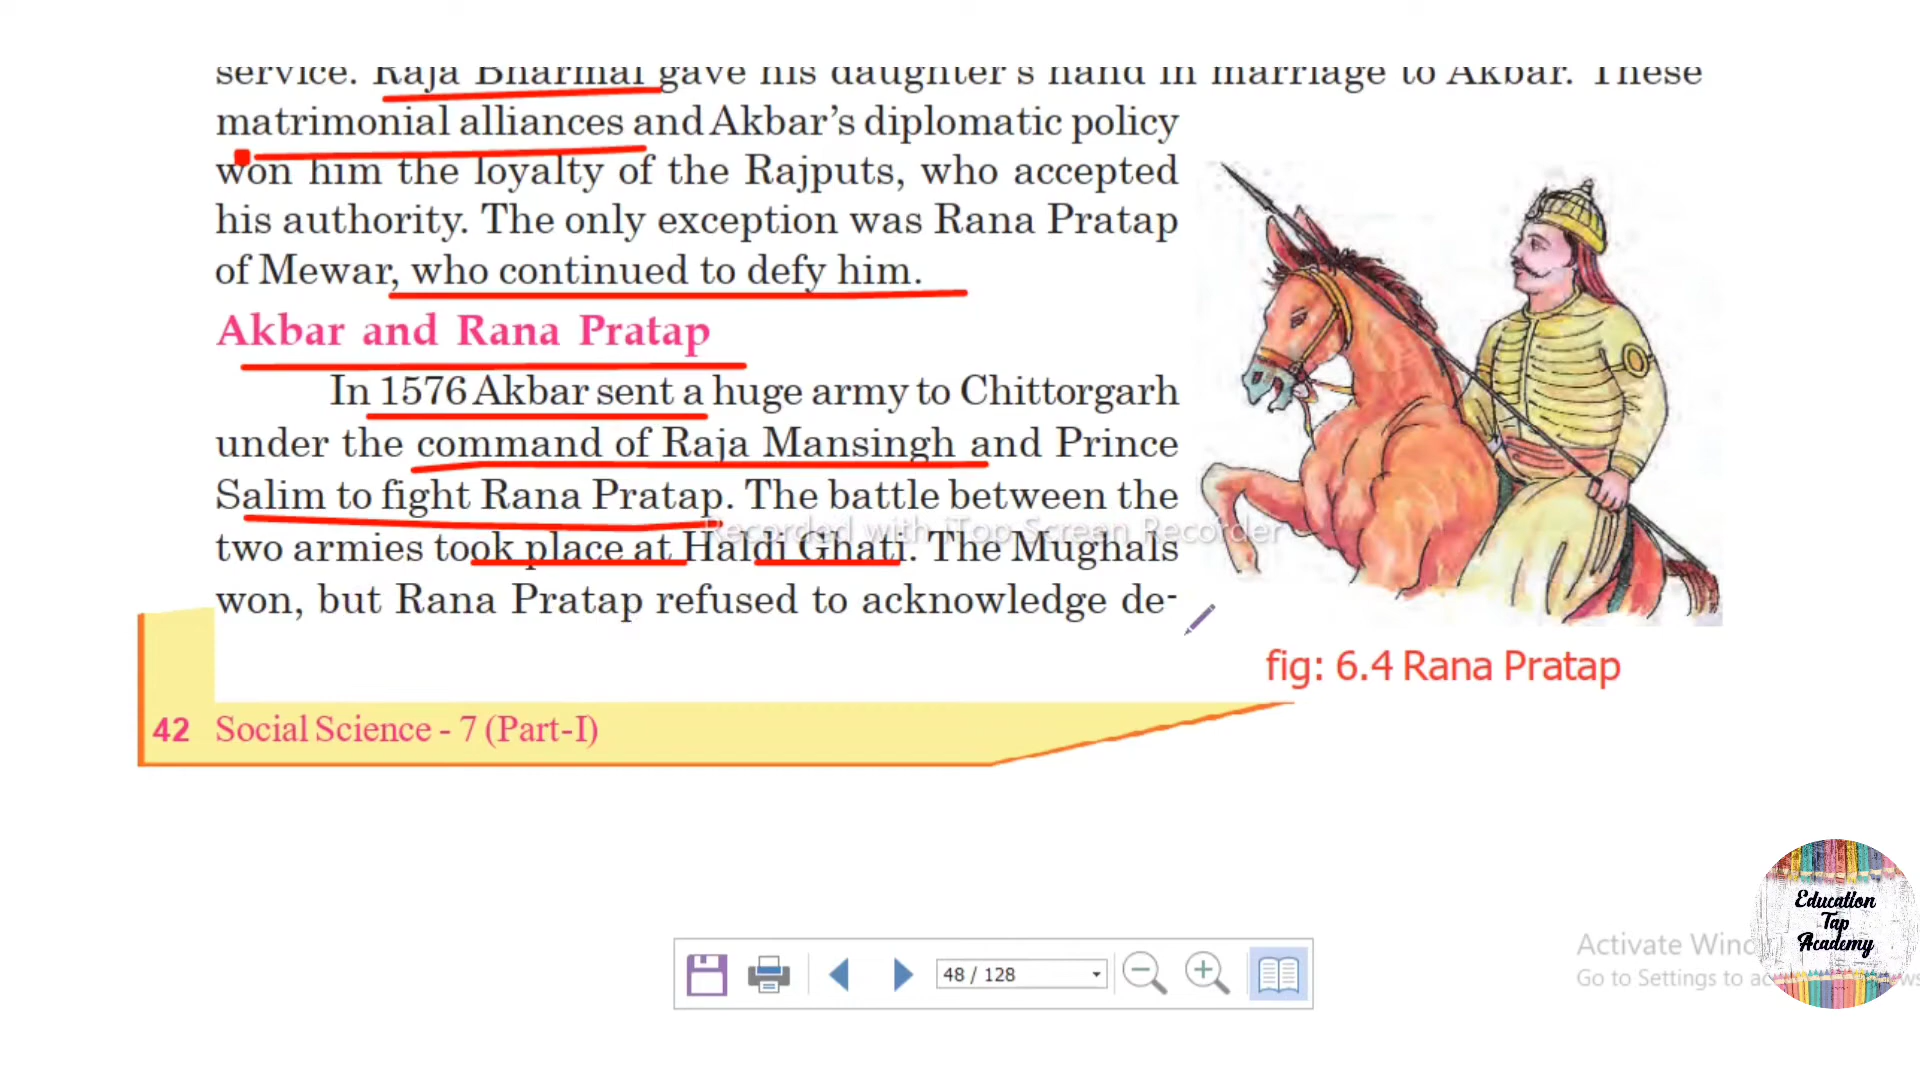 service. Raja Bharmal gave his daughter's hand in marriage to Akbar. These
matrimonial alliances and Akbar's diplomatic policy
won him the loyalty of the Rajputs, who accepted
his authority. The only exception was Rana Pratap
of Mewar, who continued to defy him.
Akbar and Rana Pratap
In 1576 Akbar sent a huge army to Chittorgarh
under the command of Raja Mansingh and Prince
Salim to fight Rana Pratap. The battle between the
Recorded with iTop Screen Recorder
two armies took place at Haldi Ghati. The Mughals
won, but Rana Pratap refused to acknowledge de-
fig: 6.4 Rana Pratap
42 Social Science - 7 (Part-I)
Education
Tap
Academy
Activate
Go to Settings to
48 / 128